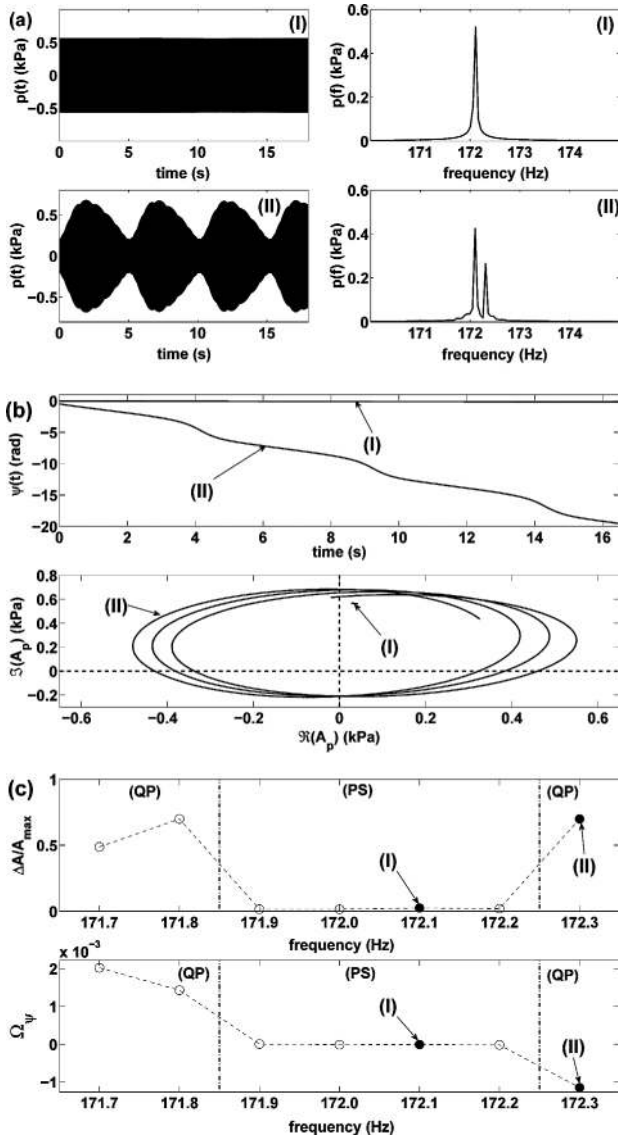 (a)
(I)
p(t) (kPa)
0.5
0
−0.5
0 5 10 15
time (s)
(I)
p(f) (kPa)
0.6
0.4
0.2
0
171 172 173 174
frequency (Hz)
(II)
p(t) (kPa)
0.5
0
−0.5
0 5 10 15
time (s)
(II)
p(f) (kPa)
0.6
0.4
0.2
0
171 172 173 174
frequency (Hz)
(b)
ψ(t) (rad)
0
−5
−10
−15
−20
(I)
(II)
0 2 4 6 8 10 12 14 16
time (s)
ℑ(Aₚ) (kPa)
0.8
0.6
0.4
0.2
0
−0.2
(II)
(I)
−0.6 −0.4 −0.2 0 0.2 0.4 0.6
ℜ(Aₚ) (kPa)
(c)
(QP) (PS) (QP)
ΔA/Amax
1
0.5
0
(I)
(II)
171.7 171.8 171.9 172.0 172.1 172.2 172.3
frequency (Hz)
x 10⁻³
(QP) (PS) (QP)
Ωψ
2
1
0
−1
(I)
(II)
171.7 171.8 171.9 172.0 172.1 172.2 172.3
frequency (Hz)